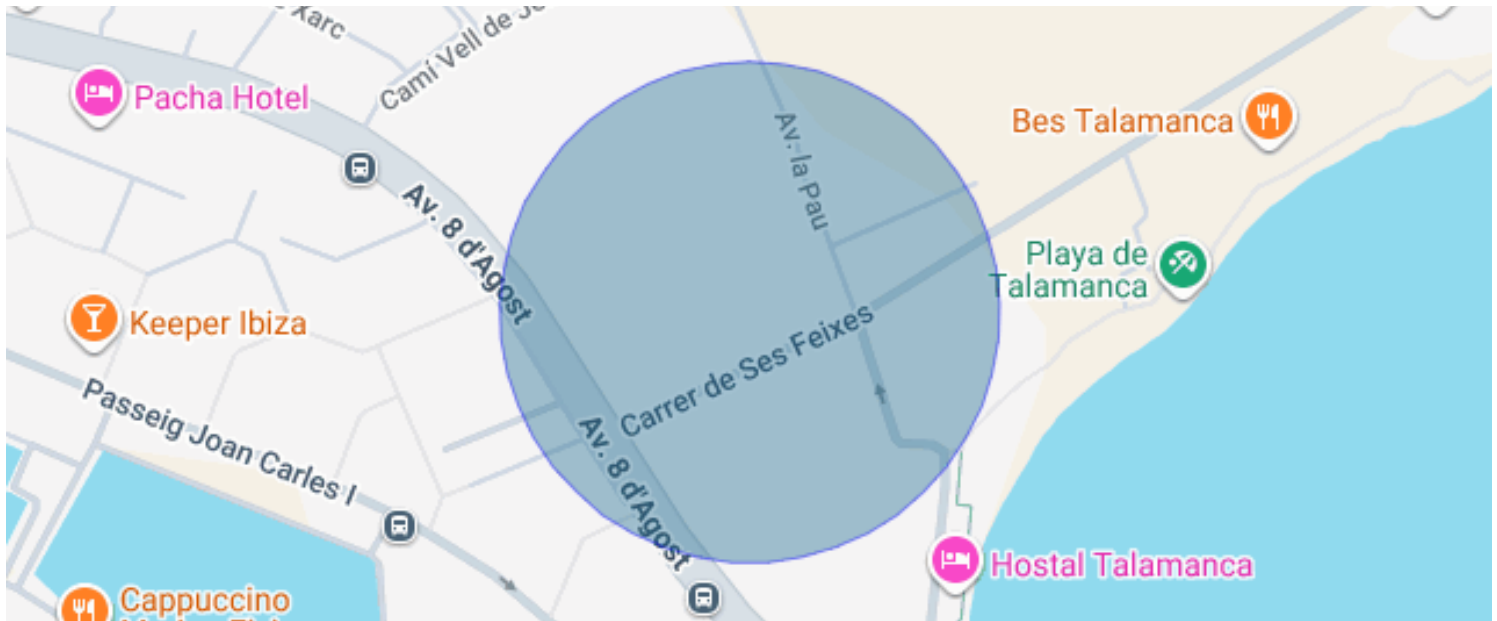 Xarc
Camí Vell de
Pacha Hotel
Bes Talamanca
Av. la Pau
Av. 8 d'Agost
Playa de
Talamanca
Keeper Ibiza
Carrer de Ses Feixes
Passeig Joan Carles I
Av. 8 d'Agost
Hostal Talamanca
Cappuccino